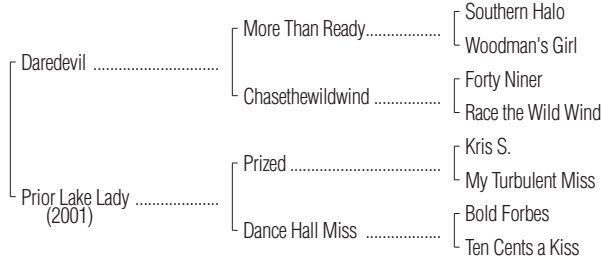 Southern Halo
More Than Ready..................
Woodman's Girl
Daredevil ..............................
Forty Niner
Chasethewildwind ................
Race the Wild Wind
Kris S.
Prized ....................................
My Turbulent Miss
Prior Lake Lady ....................
(2001)
Bold Forbes
Dance Hall Miss ..................
Ten Cents a Kiss